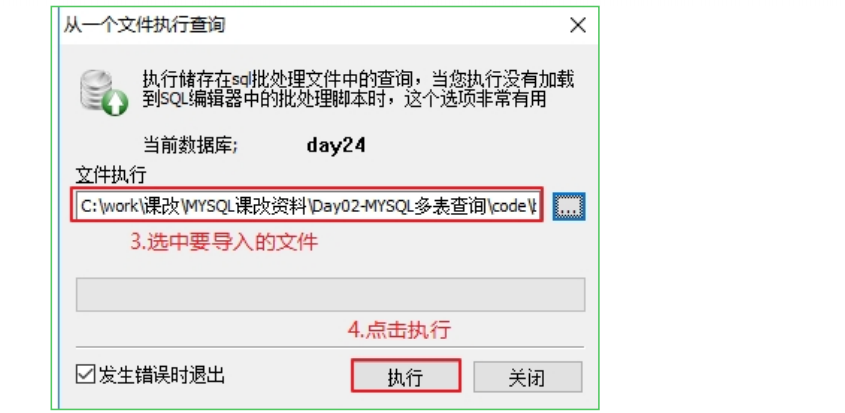 从一个文件执行查询
执行储存在sql批处理文件中的查询，当您执行没有加载
到SQL编辑器中的批处理脚本时，这个选项非常有用
当前数据库;
day24
文件执行
C:\work\课改\MYSQL课改资料\Day02-MYSQL多表查询\code\
...
3.选中要导入的文件
4.点击执行
发生错误时退出
执行
关闭